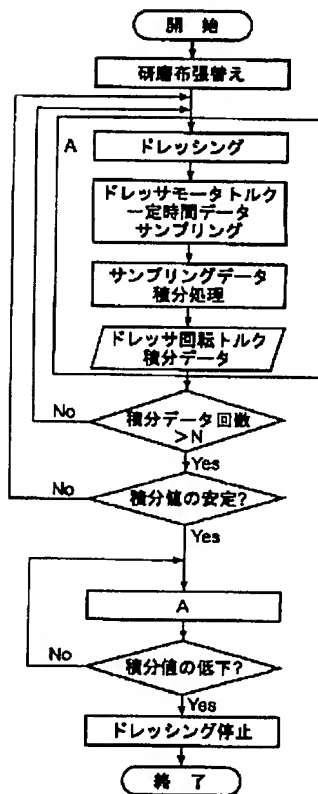 開始
研磨布張替え
A
ドレッシング
ドレッサモータトルク
一定時間データ
サンプリング
サンプリングデータ
積分処理
ドレッサ回転トルク
積分データ
No
積分データ回数
>N
Yes
No
積分値の安定?
Yes
A
No
積分値の低下?
Yes
ドレッシング停止
終了